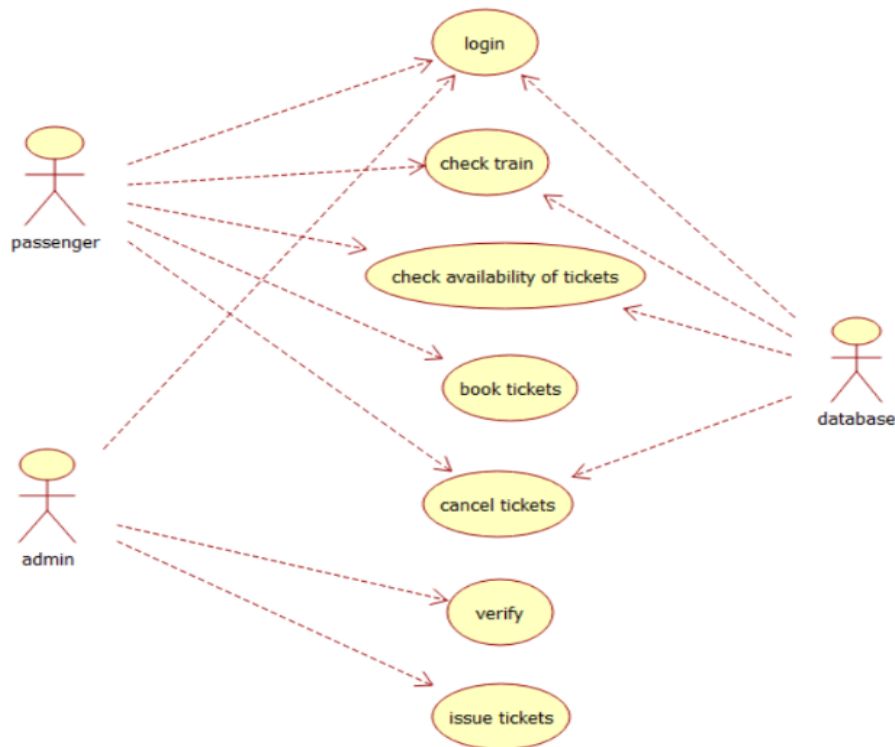 login
check train
passenger
check availability of tickets
book tickets
database
cancel tickets
admin
verify
issue tickets